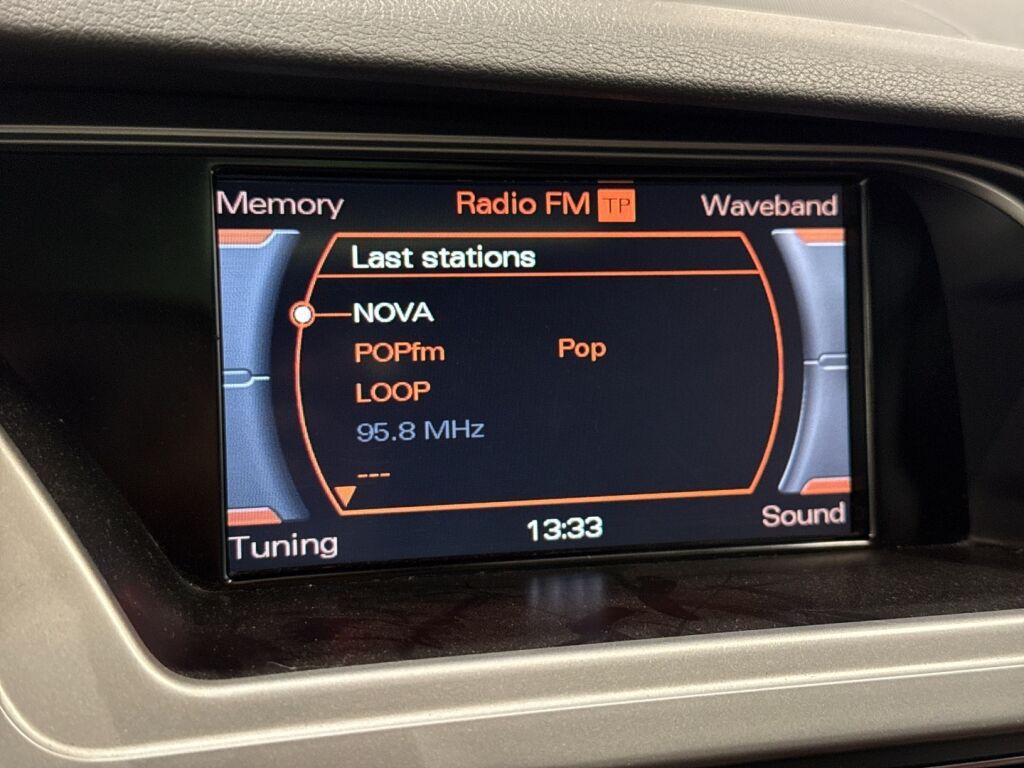 Memory Radio FM TP Waveband
Last stations
NOVA
POPfm Pop
LOOP
95.8 MHz
---
Tuning 13:33 Sound